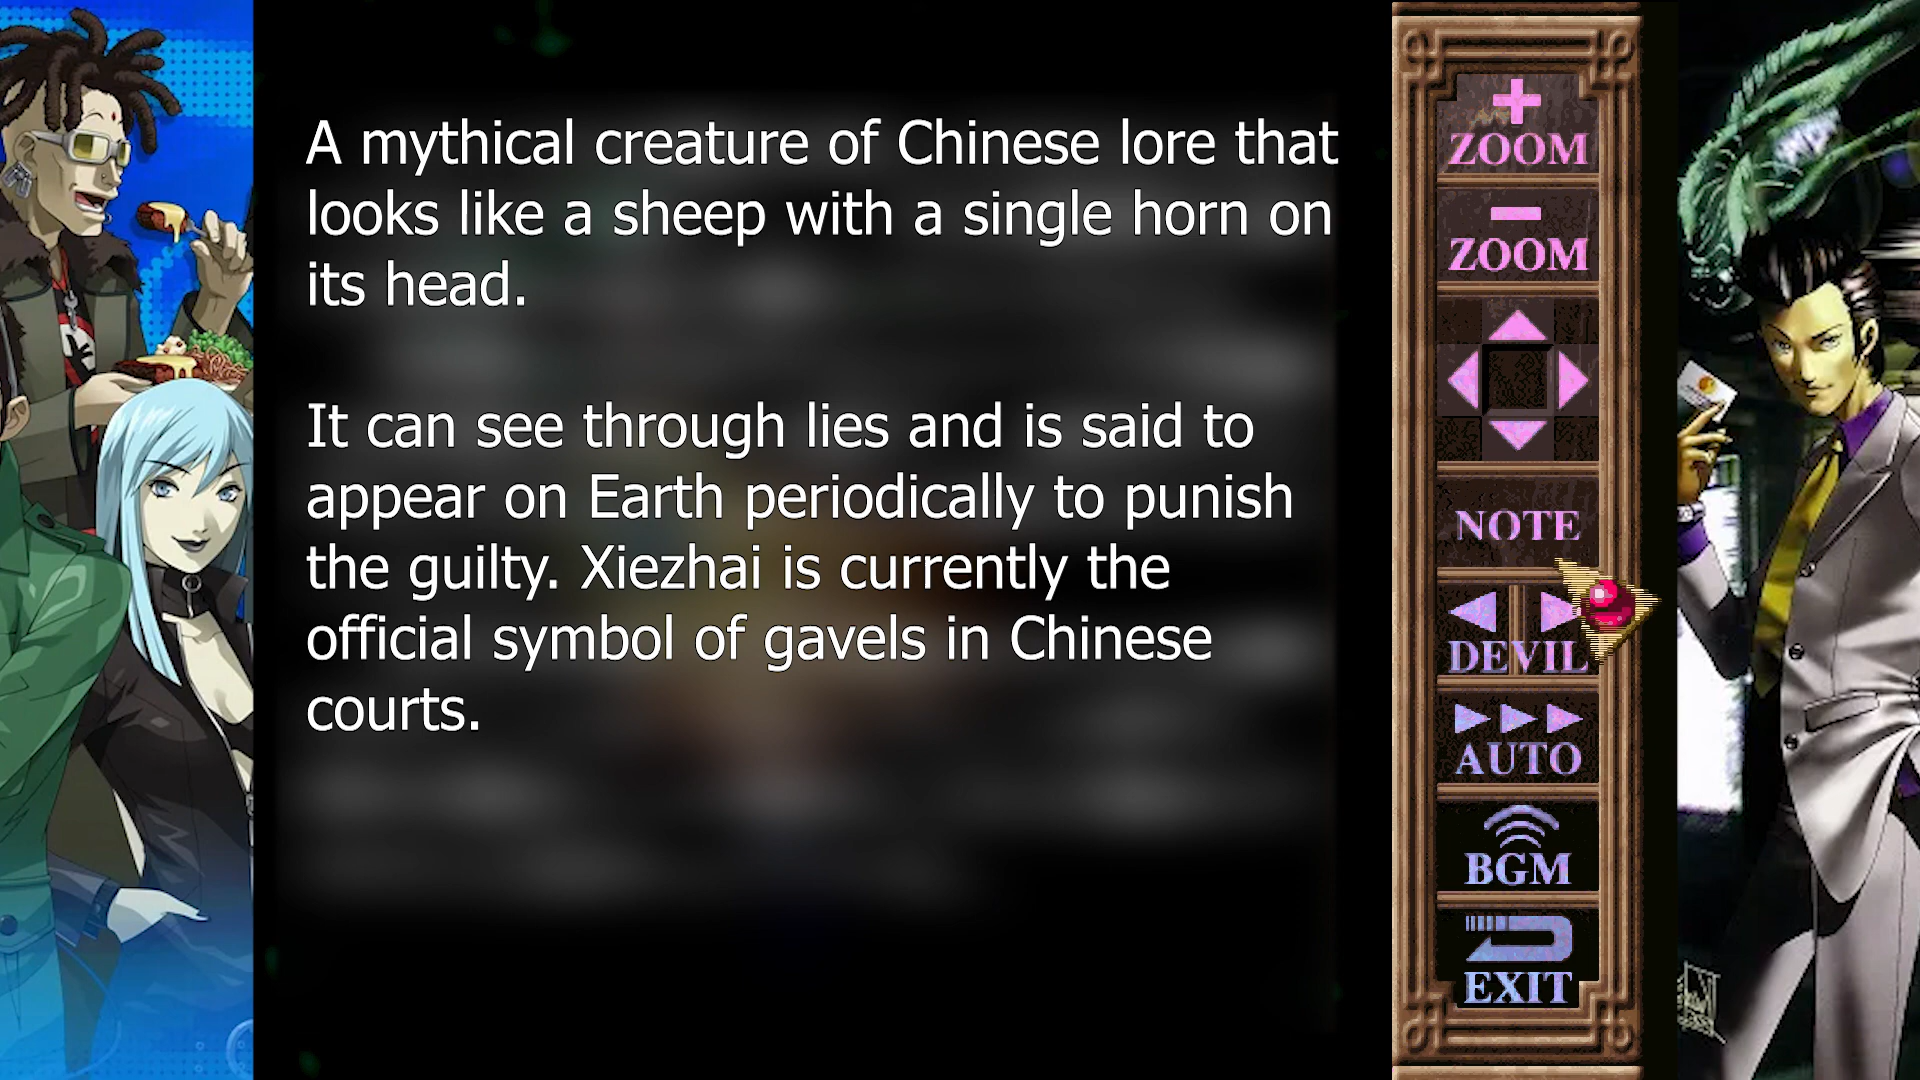 A mythical creature of Chinese lore that
looks like a sheep with a single horn on
its head.
It can see through lies and is said to
appear on Earth periodically to punish
the guilty. Xiezhai is currently the
official symbol of gavels in Chinese
courts.
ZOOM
ZOOM
NOTE
DEVIL
AUTO
BGM
EXIT